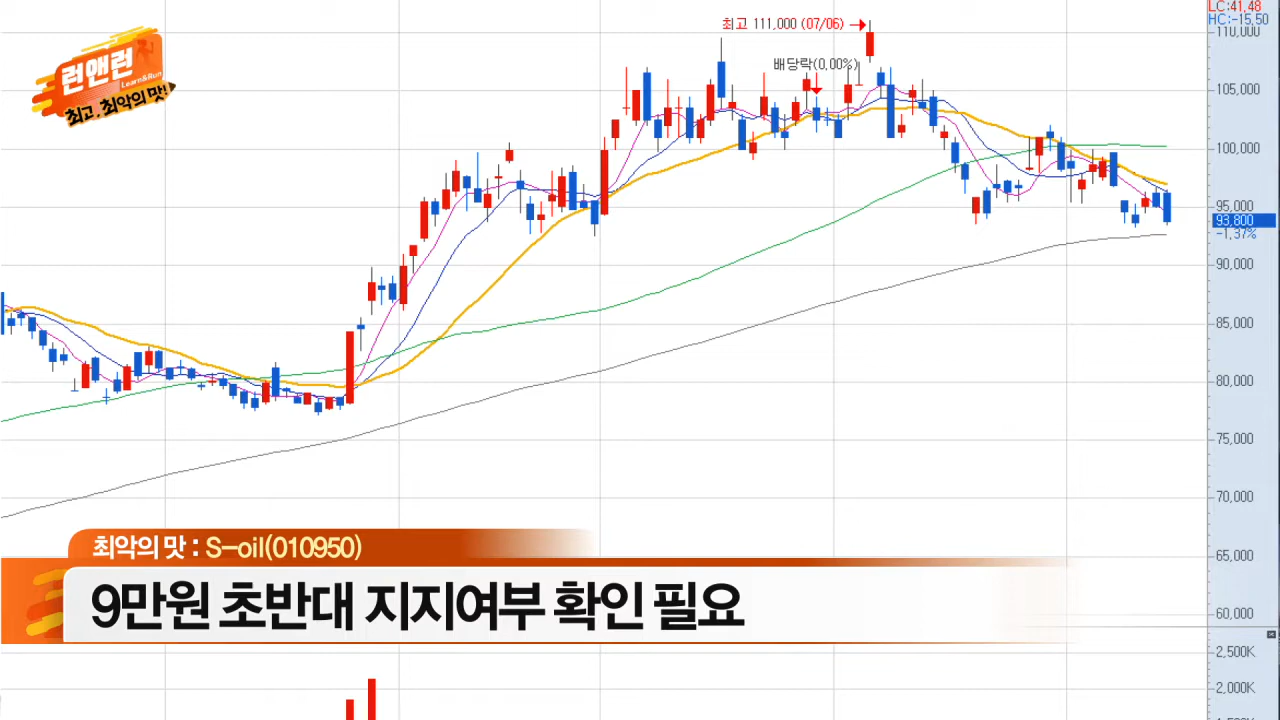 LC:41,48
HC:-15,50
최고 111,000 (07/06)
배당락(0,00%)
런앤런
Learn&Run
최고, 최악의 맛!
110,000
105,000
100,000
95,000
93,800
-1,37%
90,000
85,000
80,000
75,000
70,000
65,000
60,000
최악의 맛 : S-oil(010950)
9만원 초반대 지지여부 확인 필요
2,500K
2,000K